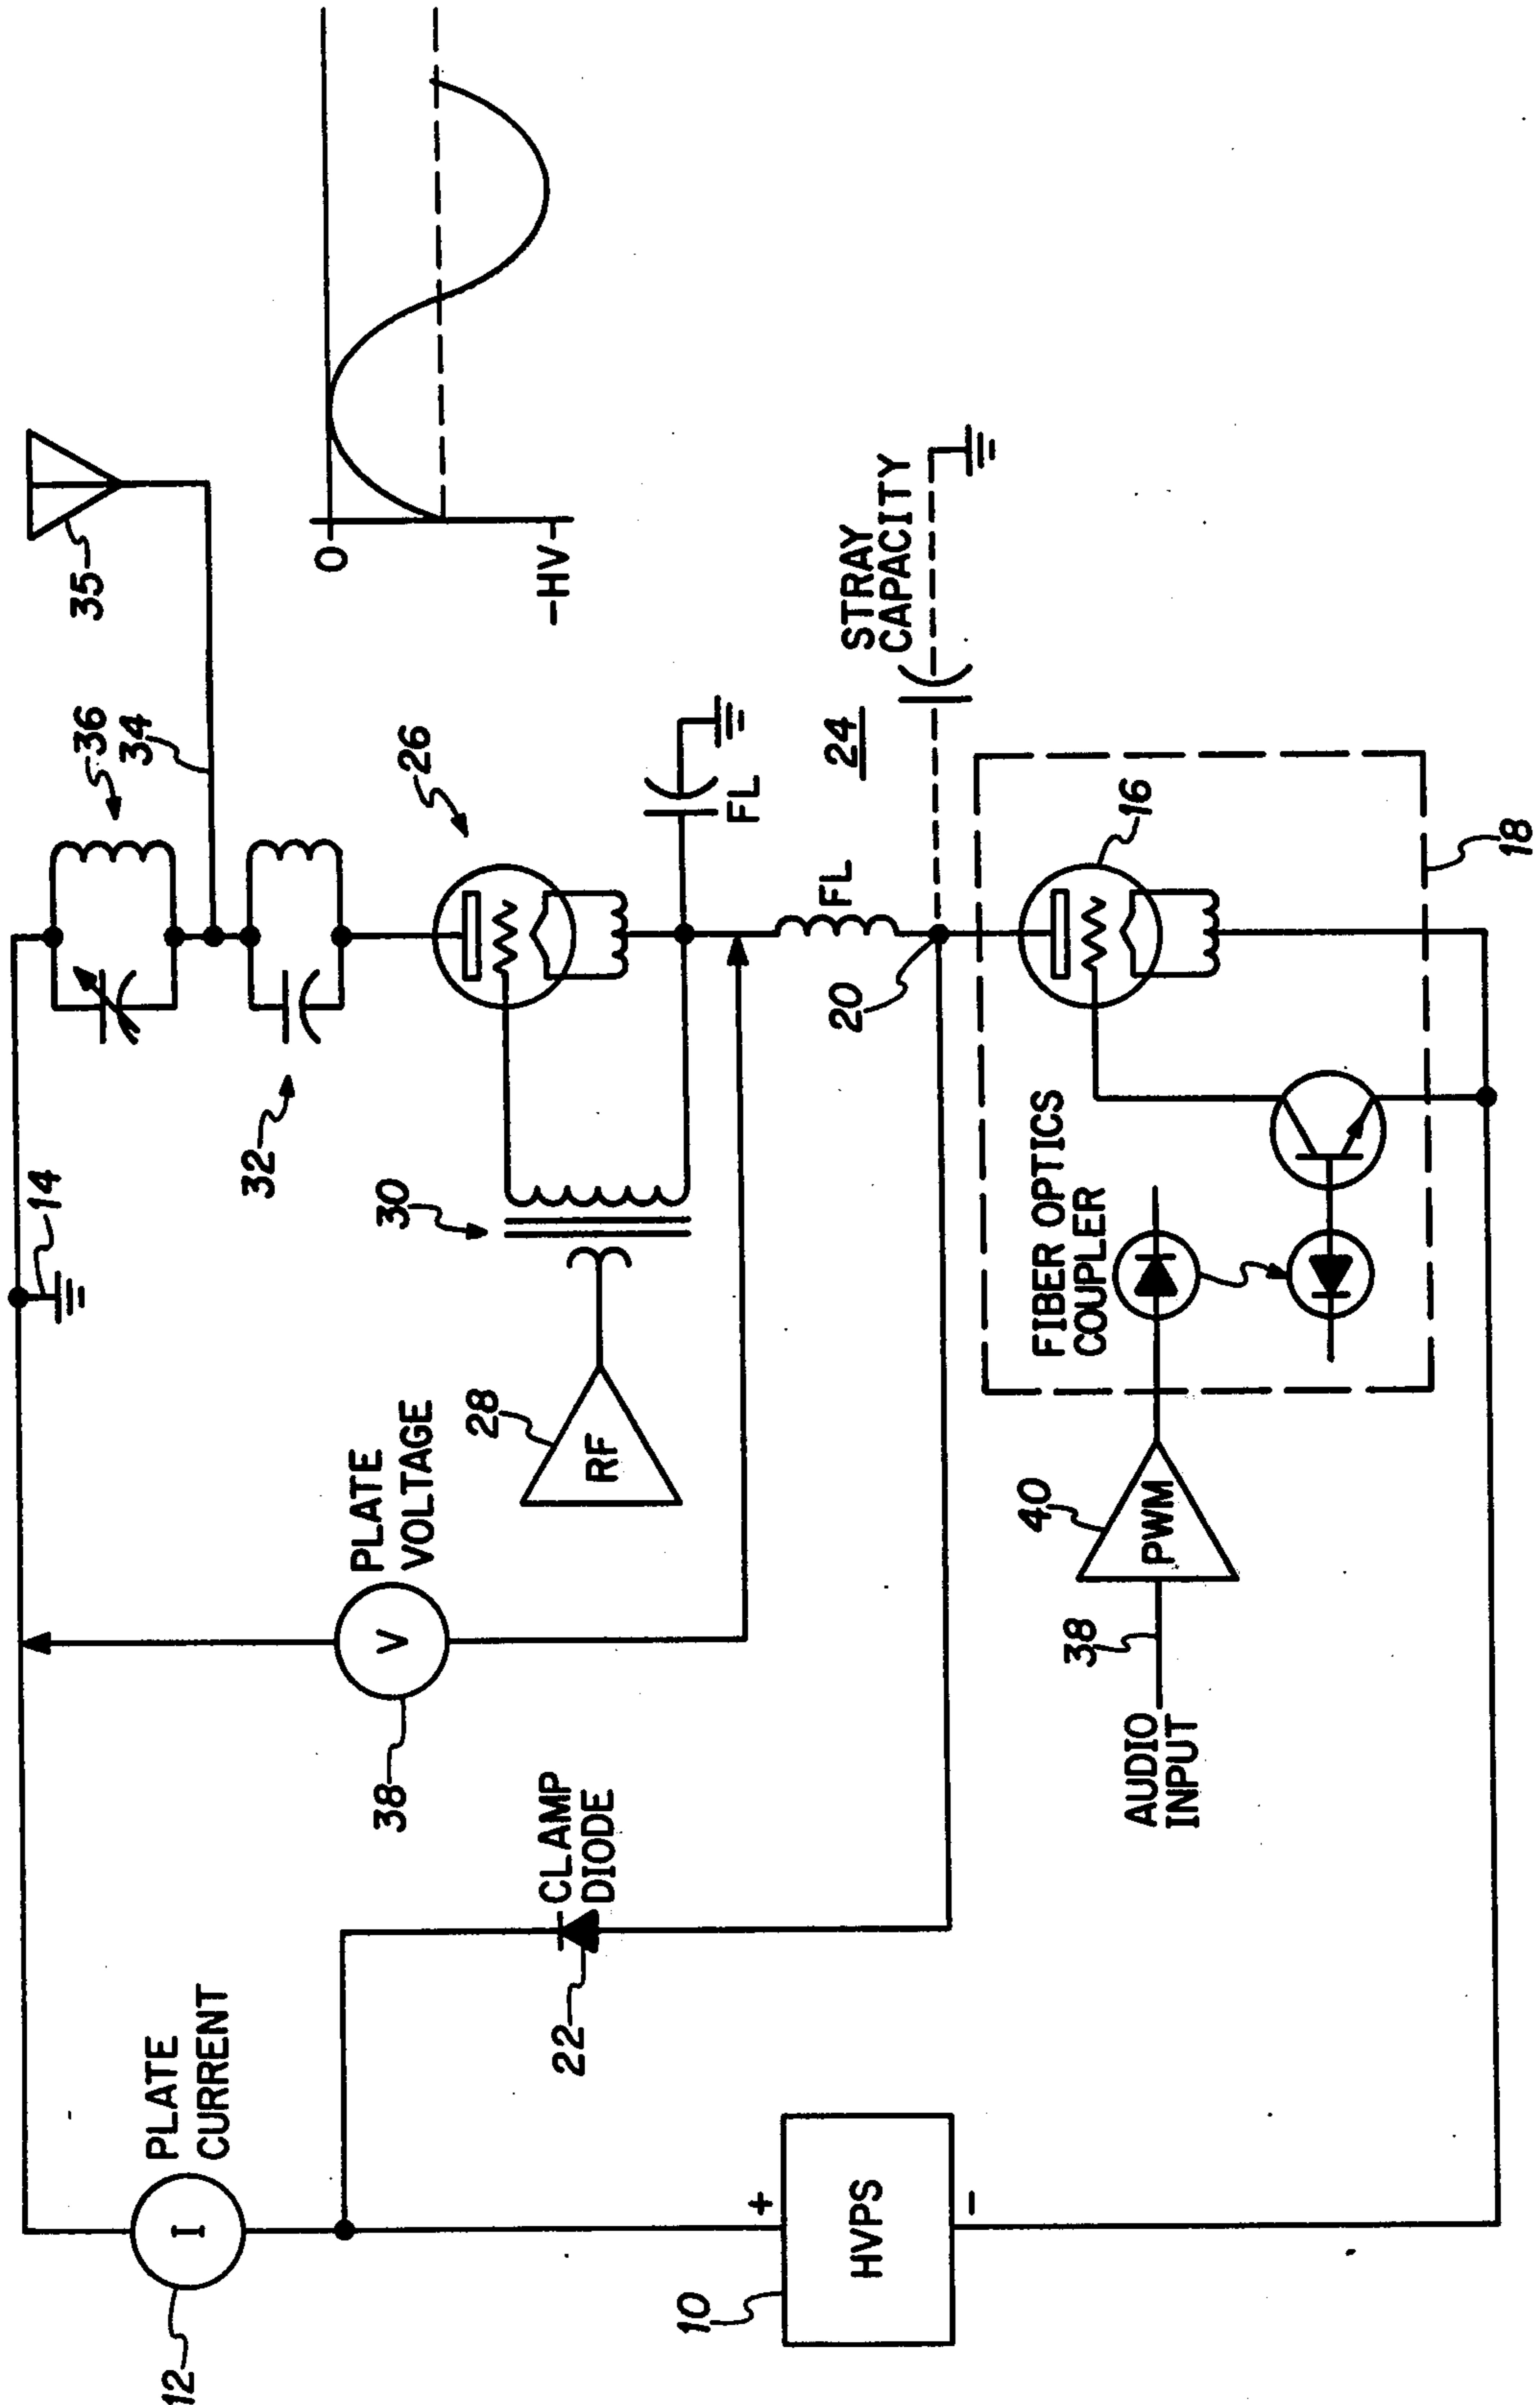 12
PLATE
CURRENT
I
10
HVPS
+
-
22
CLAMP
DIODE
38
V
PLATE
VOLTAGE
28
RF
30
14
32
36
34
35
26
FL
FL
24
20
STRAY
CAPACITY
0
-HV
AUDIO
INPUT
38
40
PWM
FIBER OPTICS
COUPLER
16
18